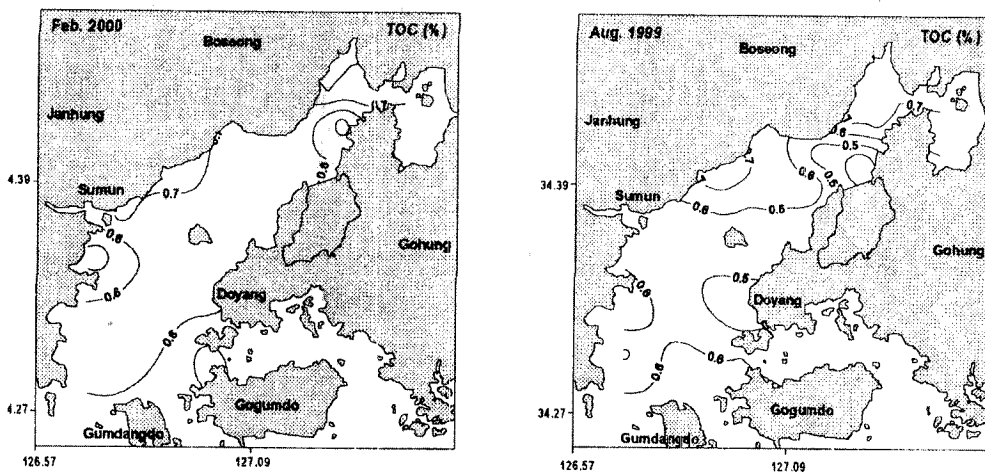 Feb. 2000
TOC (%)
Boseong
Janhung
0.7
0.6
4.39
Sumun
0.7
0.6
Gohung
0.6
Doyang
0.6
Gogumdo
4.27
Gumdangdo
126.57
127.09
Aug. 1999
TOC (%)
Boseong
0.7
Janhung
0.6
0.5
34.39
0.6
0.5
Sumun
0.6
0.5
Gohung
0.5
0.6
Doyang
0.6
0.6
34.27
Gogumdo
Gumdangdo
126.57
127.09